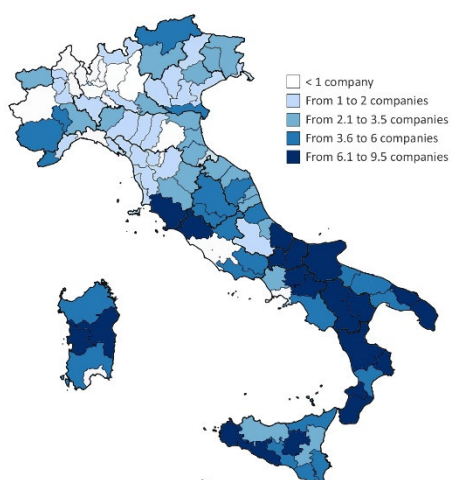 < 1 company
From 1 to 2 companies
From 2.1 to 3.5 companies
From 3.6 to 6 companies
From 6.1 to 9.5 companies